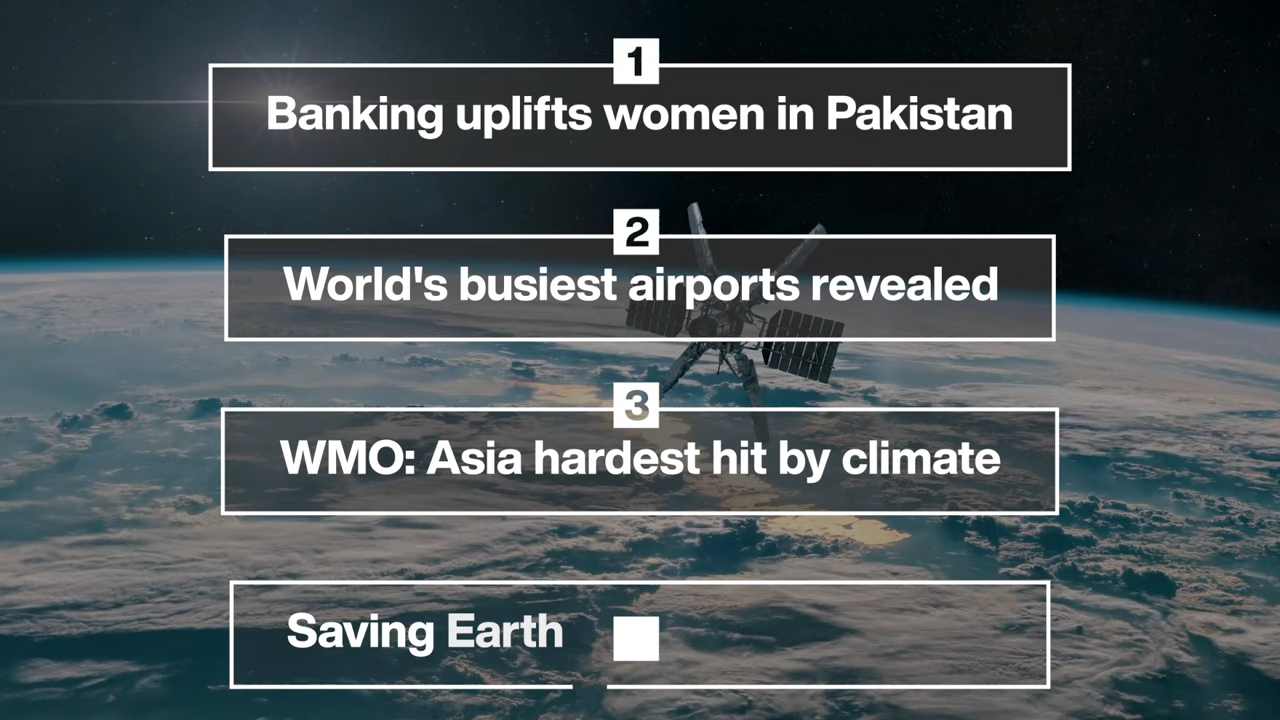 1
Banking uplifts women in Pakistan
2
World's busiest airports revealed
3
WMO: Asia hardest hit by climate
Saving Earth